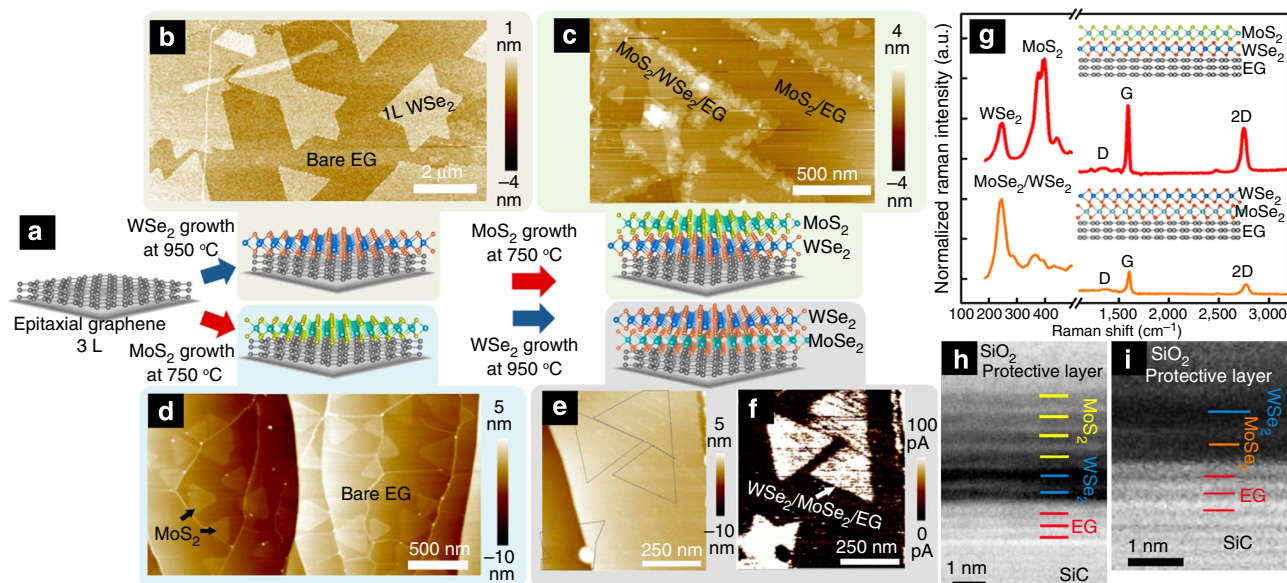 b
1L WSe2
Bare EG
2 μm
1
nm
−4
nm
c
MoS2/WSe2/EG
MoS2/EG
500 nm
4
nm
−4
nm
g
Normalized raman intensity (a.u.)
WSe2
MoS2
D
G
2D
MoS2
WSe2
EG
MoSe2/WSe2
D
G
2D
WSe2
MoSe2
EG
100 200 400 1,500 2,000 2,500 3,000
Raman shift (cm−1)
a
Epitaxial graphene
3 L
WSe2 growth
at 950 °C
MoS2 growth
at 750 °C
MoS2 growth
at 750 °C
WSe2 growth
at 950 °C
MoS2
WSe2
WSe2
MoSe2
d
MoS2
Bare EG
500 nm
5
nm
−10
nm
e
250 nm
5
nm
−10
nm
f
WSe2/MoSe2/EG
250 nm
100
pA
0
pA
h
SiO2
Protective layer
MoS2
WSe2
EG
1 nm
SiC
i
SiO2
Protective layer
WSe2
MoSe2
EG
1 nm
SiC